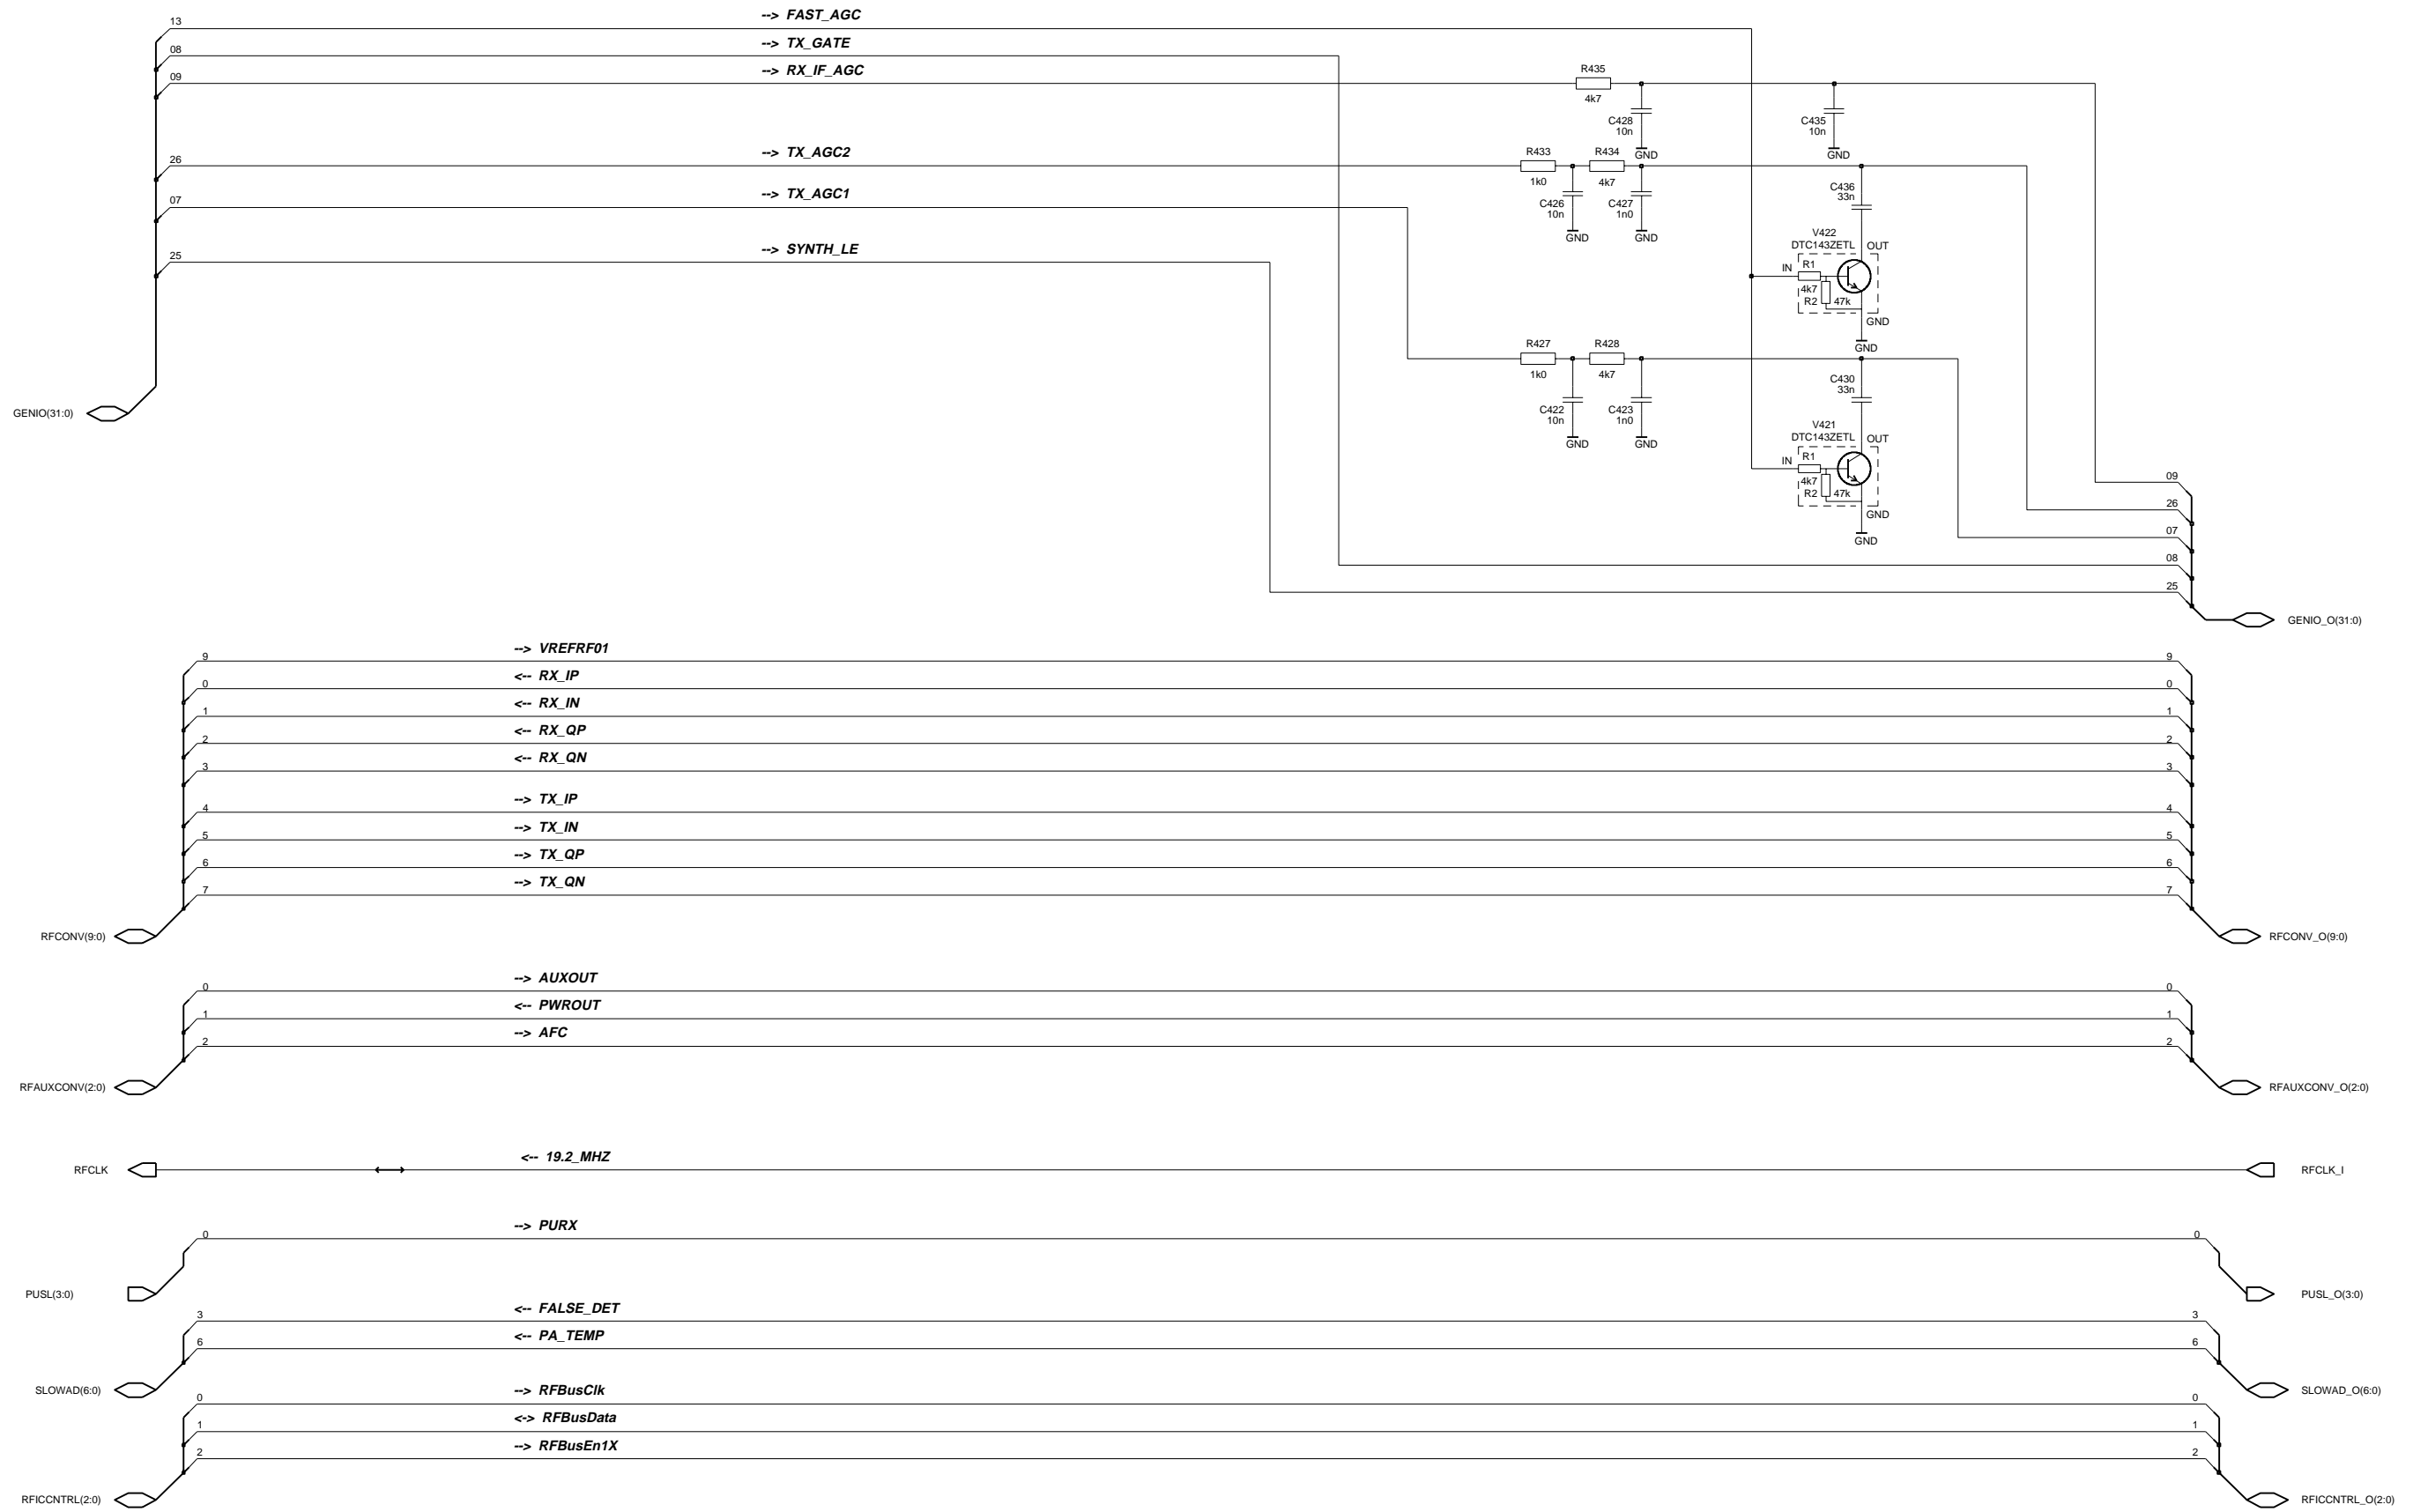 --> FAST_AGC
13
--> TX_GATE
08
--> RX_IF_AGC
09
R435
4k7
C428
10n
GND
C435
10n
GND
--> TX_AGC2
26
R433
1k0
R434
4k7
C426
10n
GND
C427
1n0
GND
C436
33n
--> TX_AGC1
07
V422
DTC143ZETL
OUT
IN
R1
4k7
R2
47k
GND
GND
--> SYNTH_LE
25
R427
1k0
R428
4k7
C422
10n
GND
C423
1n0
GND
C430
33n
V421
DTC143ZETL
OUT
IN
R1
4k7
R2
47k
GND
GND
GENIO(31:0)
09
26
07
08
25
GENIO_O(31:0)
--> VREFRF01
9 9
<-- RX_IP
0 0
<-- RX_IN
1 1
<-- RX_QP
2 2
<-- RX_QN
3 3
--> TX_IP
4 4
--> TX_IN
5 5
--> TX_QP
6 6
--> TX_QN
7 7
RFCONV(9:0) RFCONV_O(9:0)
--> AUXOUT
0 0
<-- PWROUT
1 1
--> AFC
2 2
RFAUXCONV(2:0) RFAUXCONV_O(2:0)
<-- 19.2_MHZ
RFCLK RFCLK_I
--> PURX
0 0
PUSL(3:0) PUSL_O(3:0)
<-- FALSE_DET
3 3
<-- PA_TEMP
6 6
SLOWAD(6:0) SLOWAD_O(6:0)
--> RFBusClk
0 0
<-> RFBusData
1 1
--> RFBusEn1X
2 2
RFICCNTRL(2:0) RFICCNTRL_O(2:0)